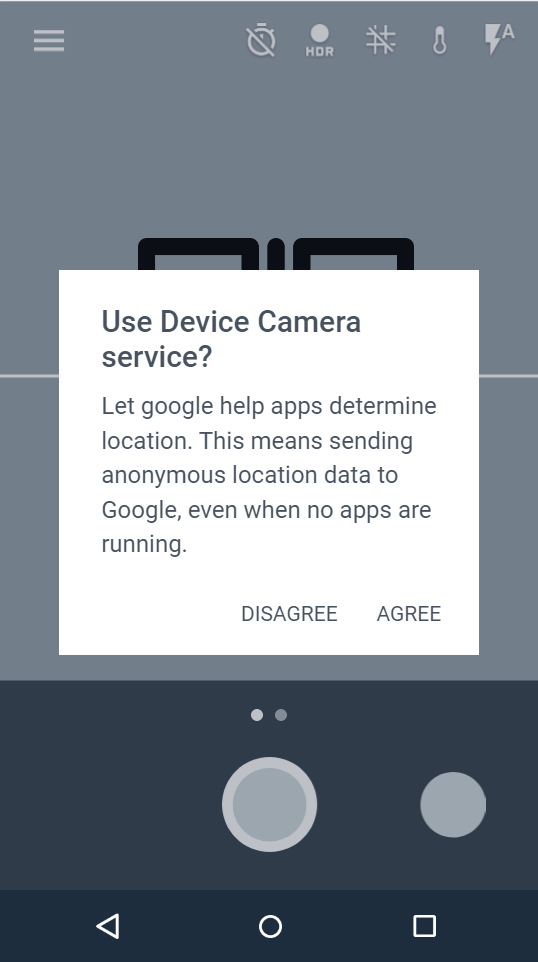 A
HDR
Use Device Camera
service?
Let google help apps determine
location. This means sending
anonymous location data to
Google, even when no apps are
running.
DISAGREE AGREE